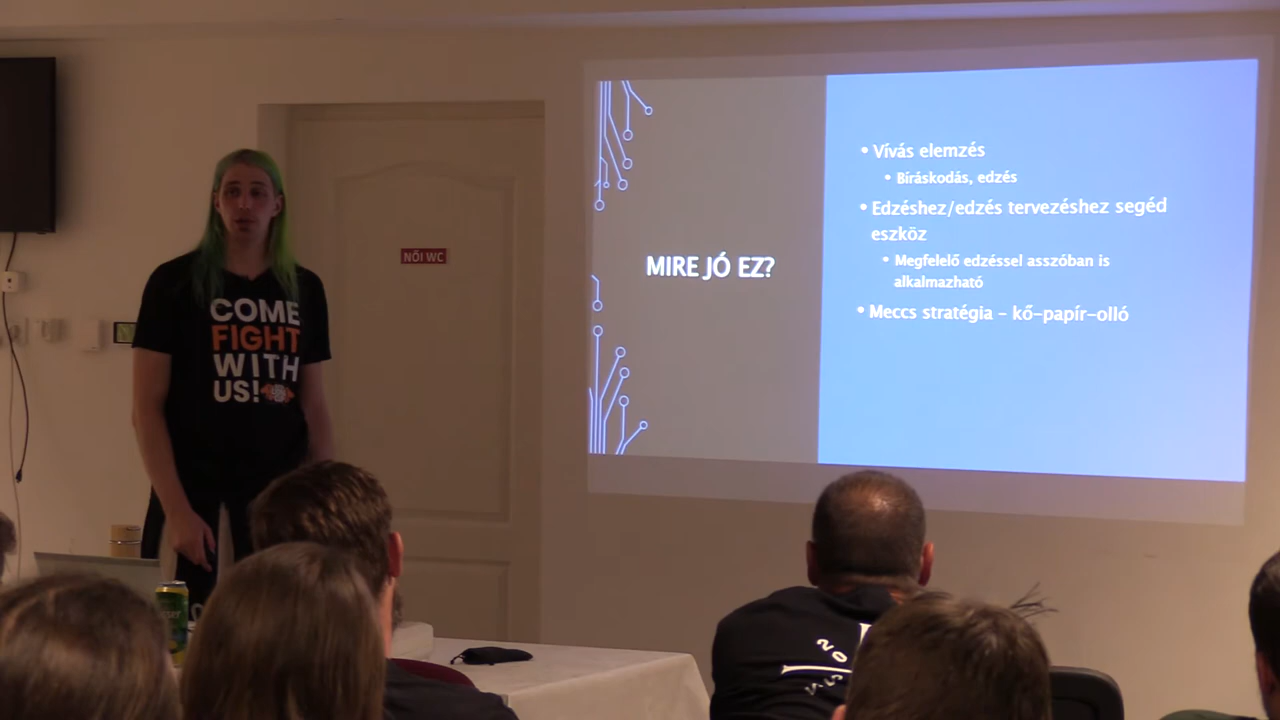 NŐI WC
COME
FIGHT
WITH
US!
MIRE JÓ EZ?
• Vívás elemzés
• Bíráskodás, edzés
• Edzéshez/edzés tervezéshez segéd
eszköz
• Megfelelő edzéssel asszóban is
alkalmazható
• Meccs stratégia – kő-papír-olló
20